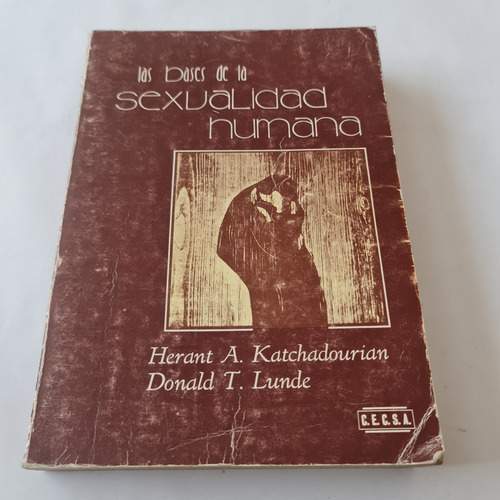 las bases de la
sexualidad
humana
Herant A. Katchadourian
Donald T. Lunde
C.E.C.S.A.